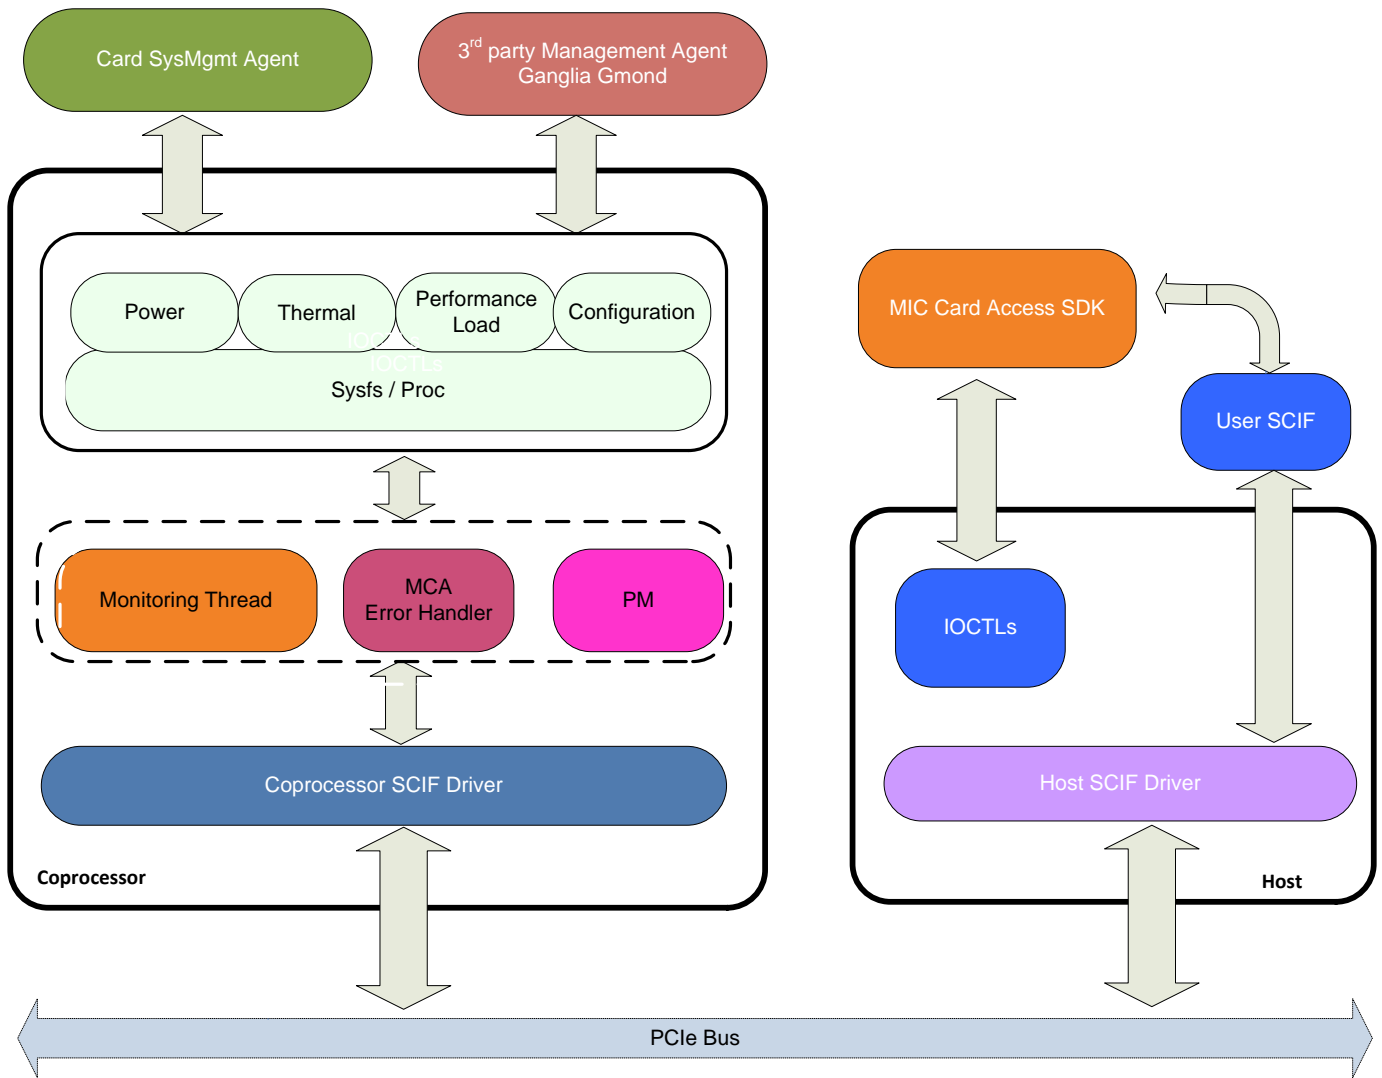 Card SysMgmt Agent
3rd party Management Agent
Ganglia Gmond
Power
Thermal
Performance
Load
Configuration
IOCTLs
Sysfs / Proc
MIC Card Access SDK
User SCIF
Monitoring Thread
MCA
Error Handler
PM
IOCTLs
Coprocessor SCIF Driver
Host SCIF Driver
Coprocessor
Host
PCIe Bus